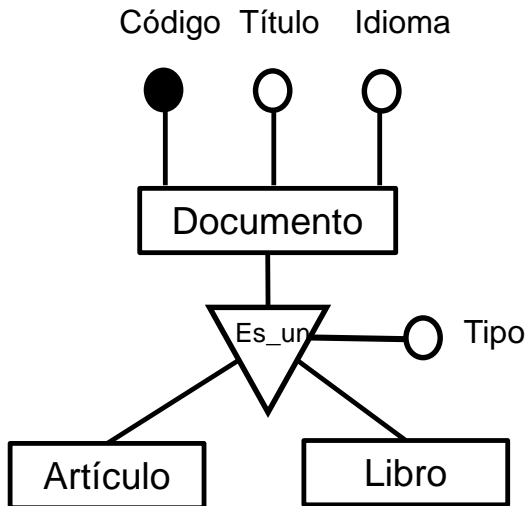 Código Título Idioma
Documento
Es_un
Tipo
Artículo
Libro